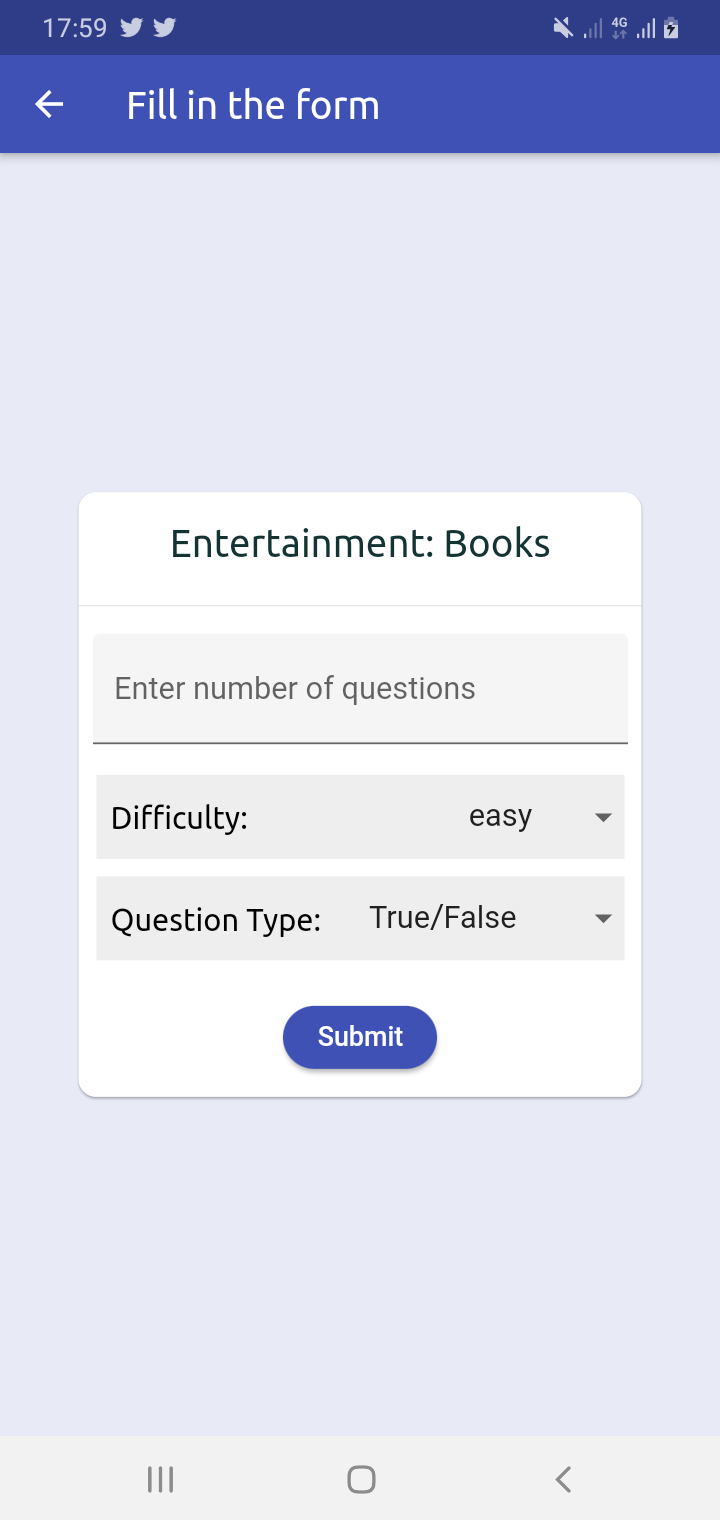 17:59
4G
Fill in the form
Entertainment: Books
Enter number of questions
Difficulty: easy
Question Type: True/False
Submit